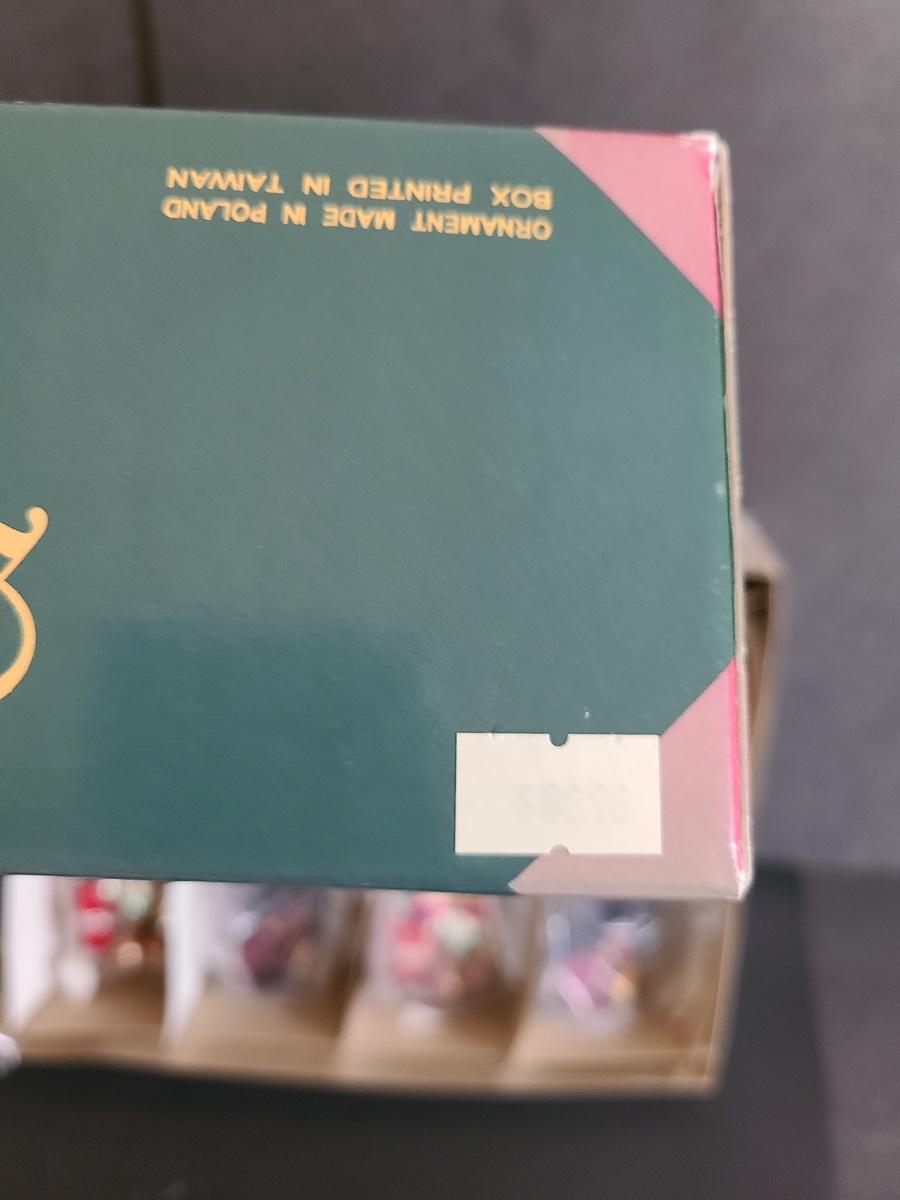 ORNAMENT MADE IN POLAND
BOX PRINTED IN TAIWAN